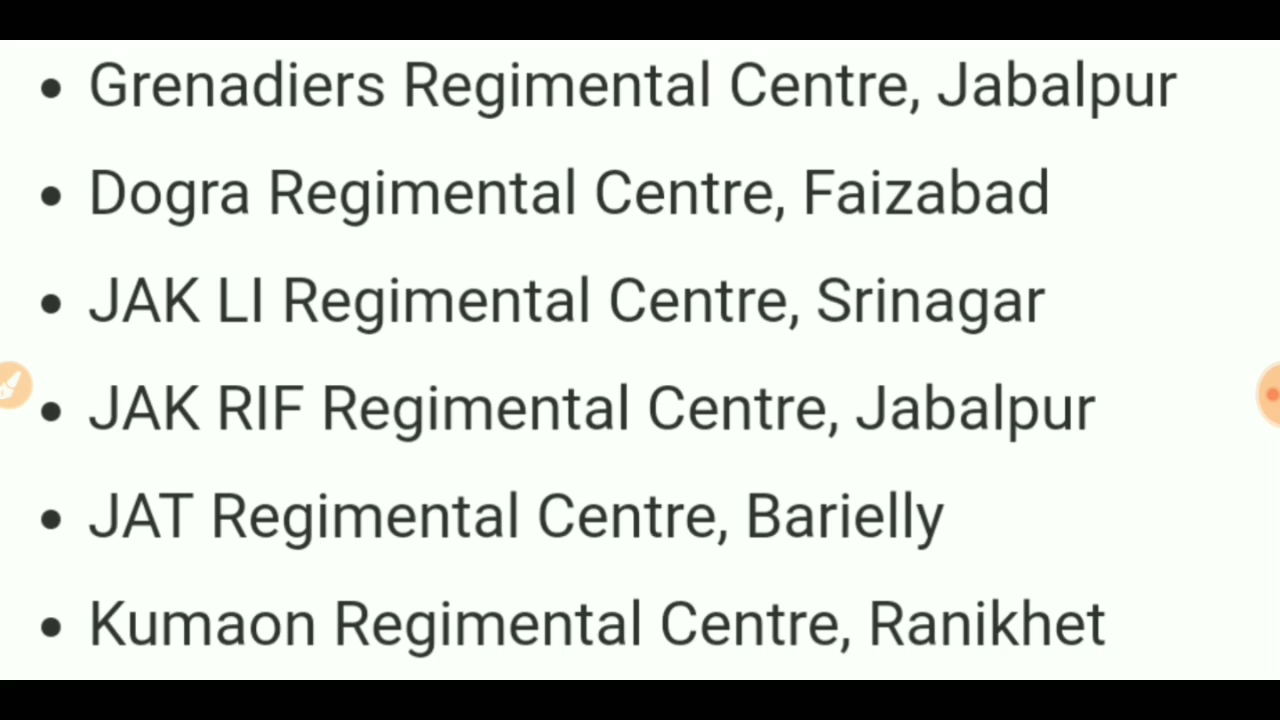 • Grenadiers Regimental Centre, Jabalpur
• Dogra Regimental Centre, Faizabad
• JAK LI Regimental Centre, Srinagar
• JAK RIF Regimental Centre, Jabalpur
• JAT Regimental Centre, Barielly
• Kumaon Regimental Centre, Ranikhet